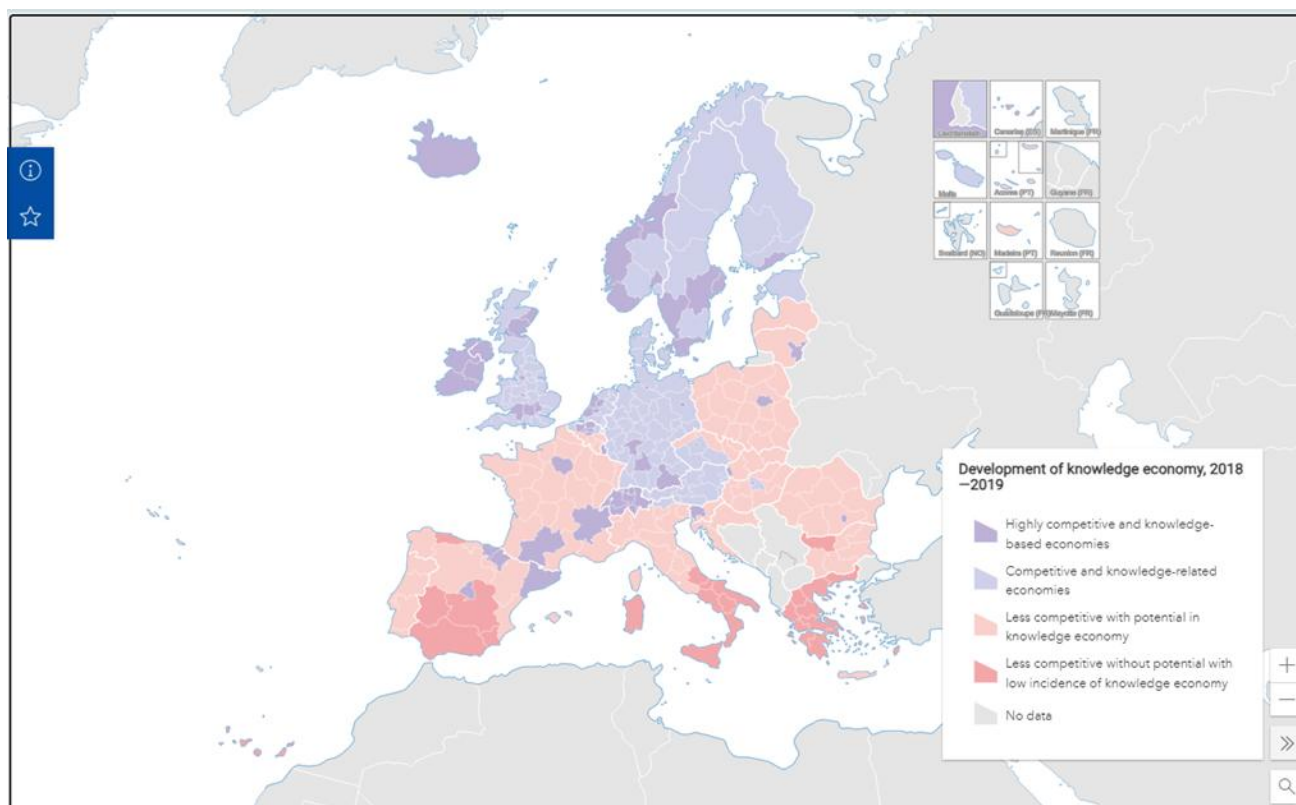 Liechtenstein
Canarias (ES)
Martinique (FR)
Malta
Acores (PT)
Guyane (FR)
Svalbard (NO)
Madeira (PT)
Reunion (FR)
Guadeloupe (FR)
Mayotte (FR)
Development of knowledge economy, 2018
—2019
Highly competitive and knowledge-
based economies
Competitive and knowledge-related
economies
Less competitive with potential in
knowledge economy
Less competitive without potential with
low incidence of knowledge economy
No data